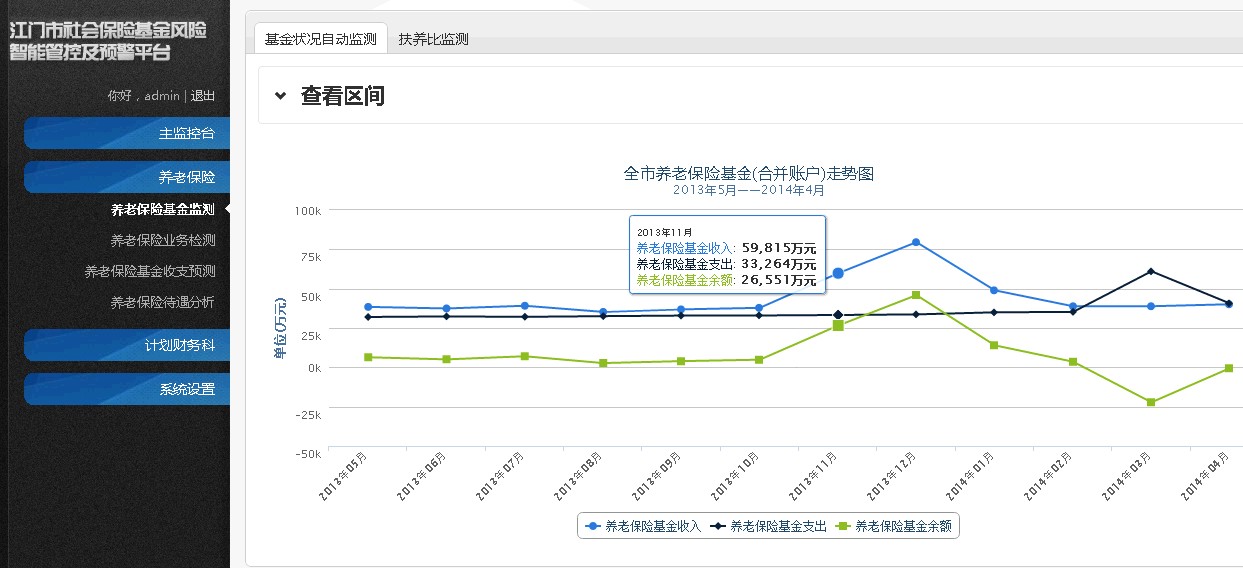 江门市社会保险基金风险
智能管控及预警平台
你好，admin | 退出
主监控台
养老保险
养老保险基金监测
养老保险业务检测
养老保险基金收支预测
养老保险待遇分析
计划财务科
系统设置
基金状况自动监测 扶养比监测
查看区间
全市养老保险基金(合并账户)走势图
2013年5月——2014年4月
2013年11月
养老保险基金收入: 59,815万元
养老保险基金支出: 33,264万元
养老保险基金余额: 26,551万元
单位(万元)
100k
75k
50k
25k
0k
-25k
-50k
2013年05月
2013年06月
2013年07月
2013年08月
2013年09月
2013年10月
2013年11月
2013年12月
2014年01月
2014年02月
2014年03月
2014年04月
养老保险基金收入 养老保险基金支出 养老保险基金余额